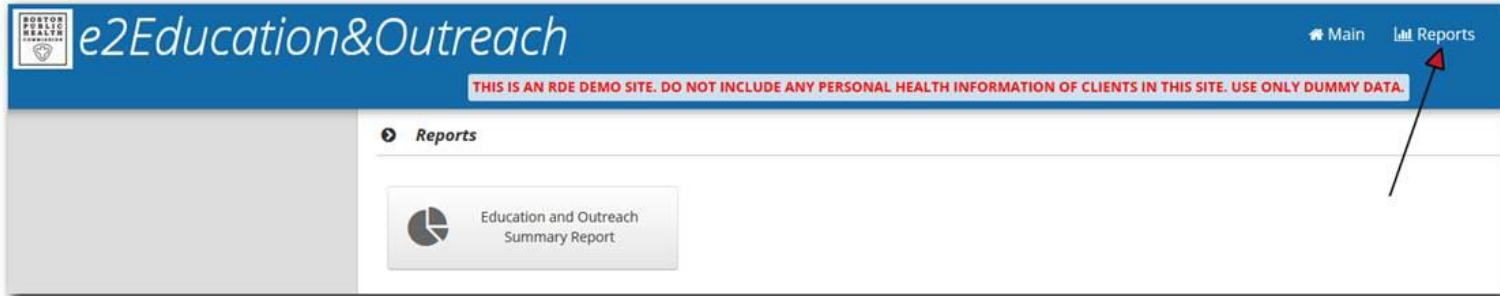 BOSTON
PUBLIC
HEALTH
COMMISSION
e2Education&Outreach
Main
Reports
THIS IS AN RDE DEMO SITE. DO NOT INCLUDE ANY PERSONAL HEALTH INFORMATION OF CLIENTS IN THIS SITE. USE ONLY DUMMY DATA.
Reports
Education and Outreach
Summary Report